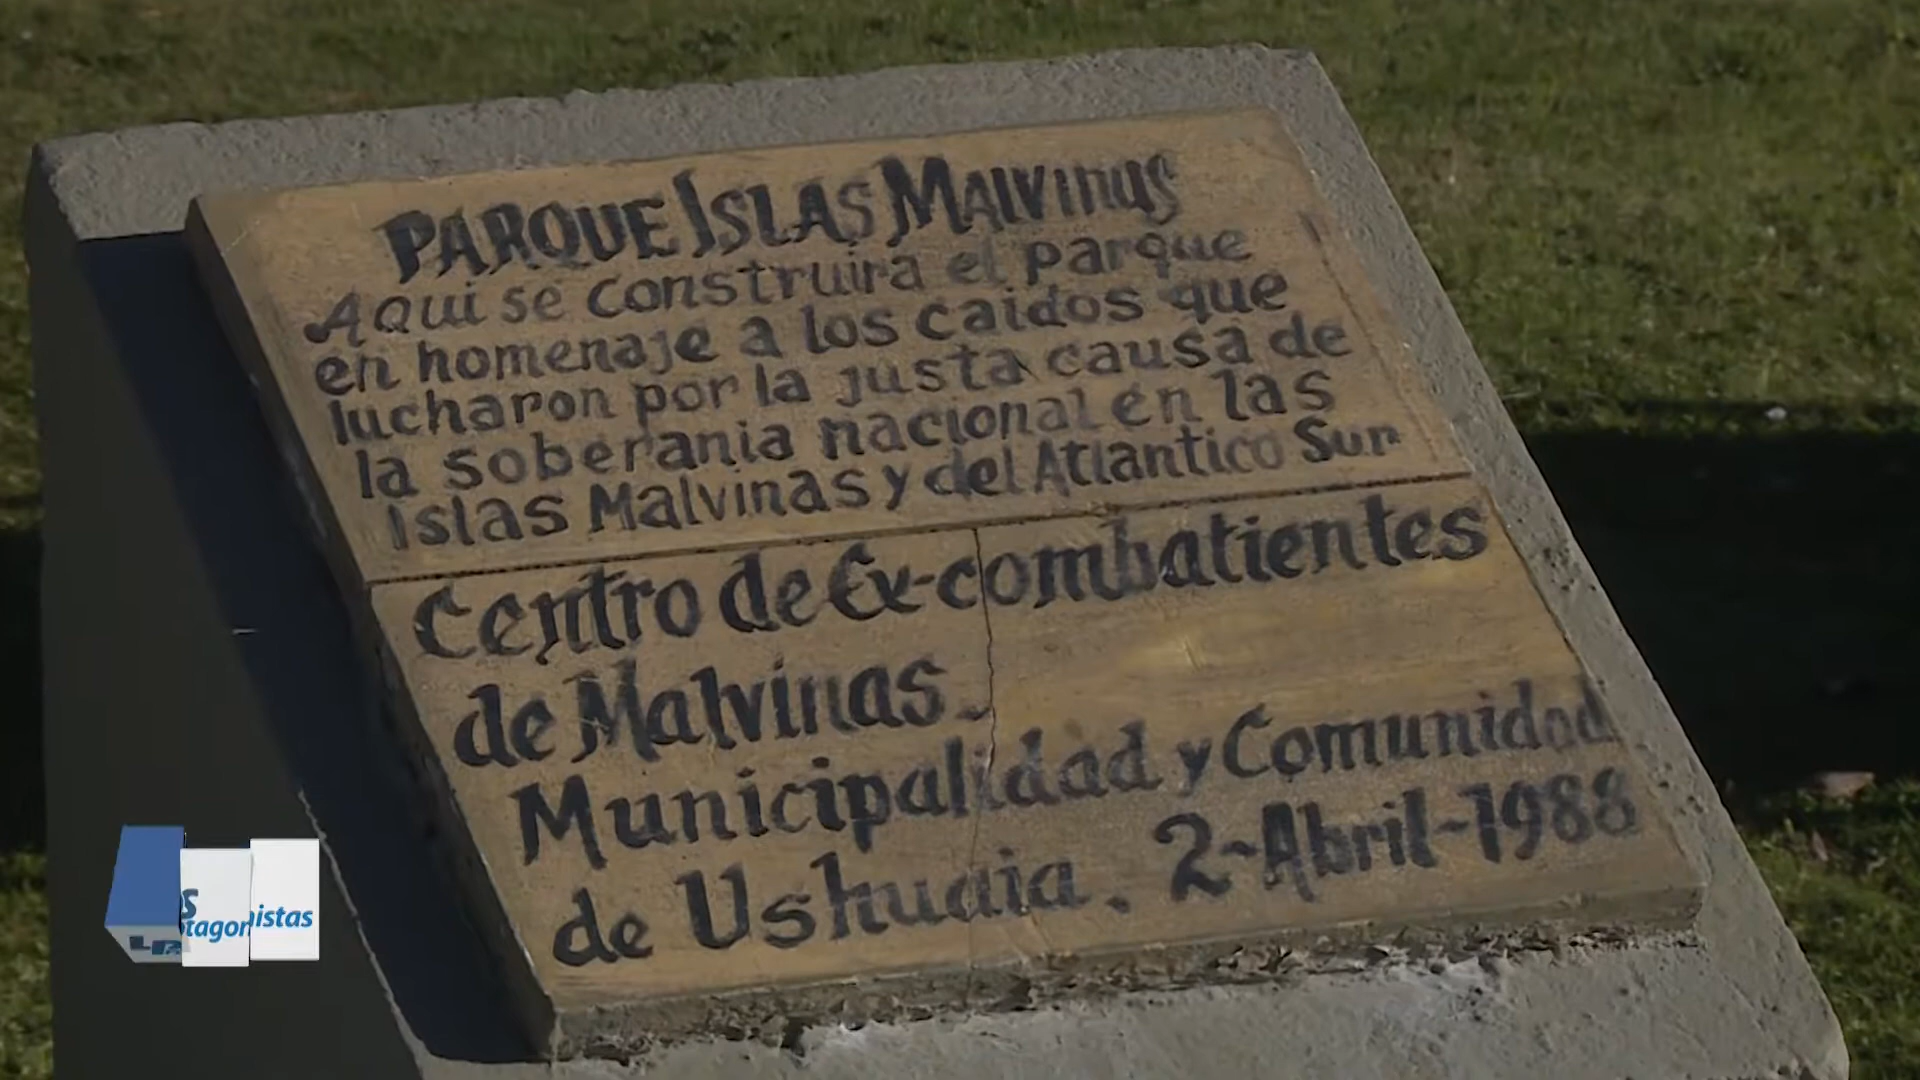 PARQUE ISLAS MALVINAS
Aqui se construira el parque
en homenaje a los caidos que
lucharon por la justa causa de
la soberania nacional en las
Islas Malvinas y del Atlantico Sur
Centro de Ex-combatientes
de Malvinas.
Municipalidad y Comunidad
de Ushuaia. 2-Abril-1988
os
otagonistas